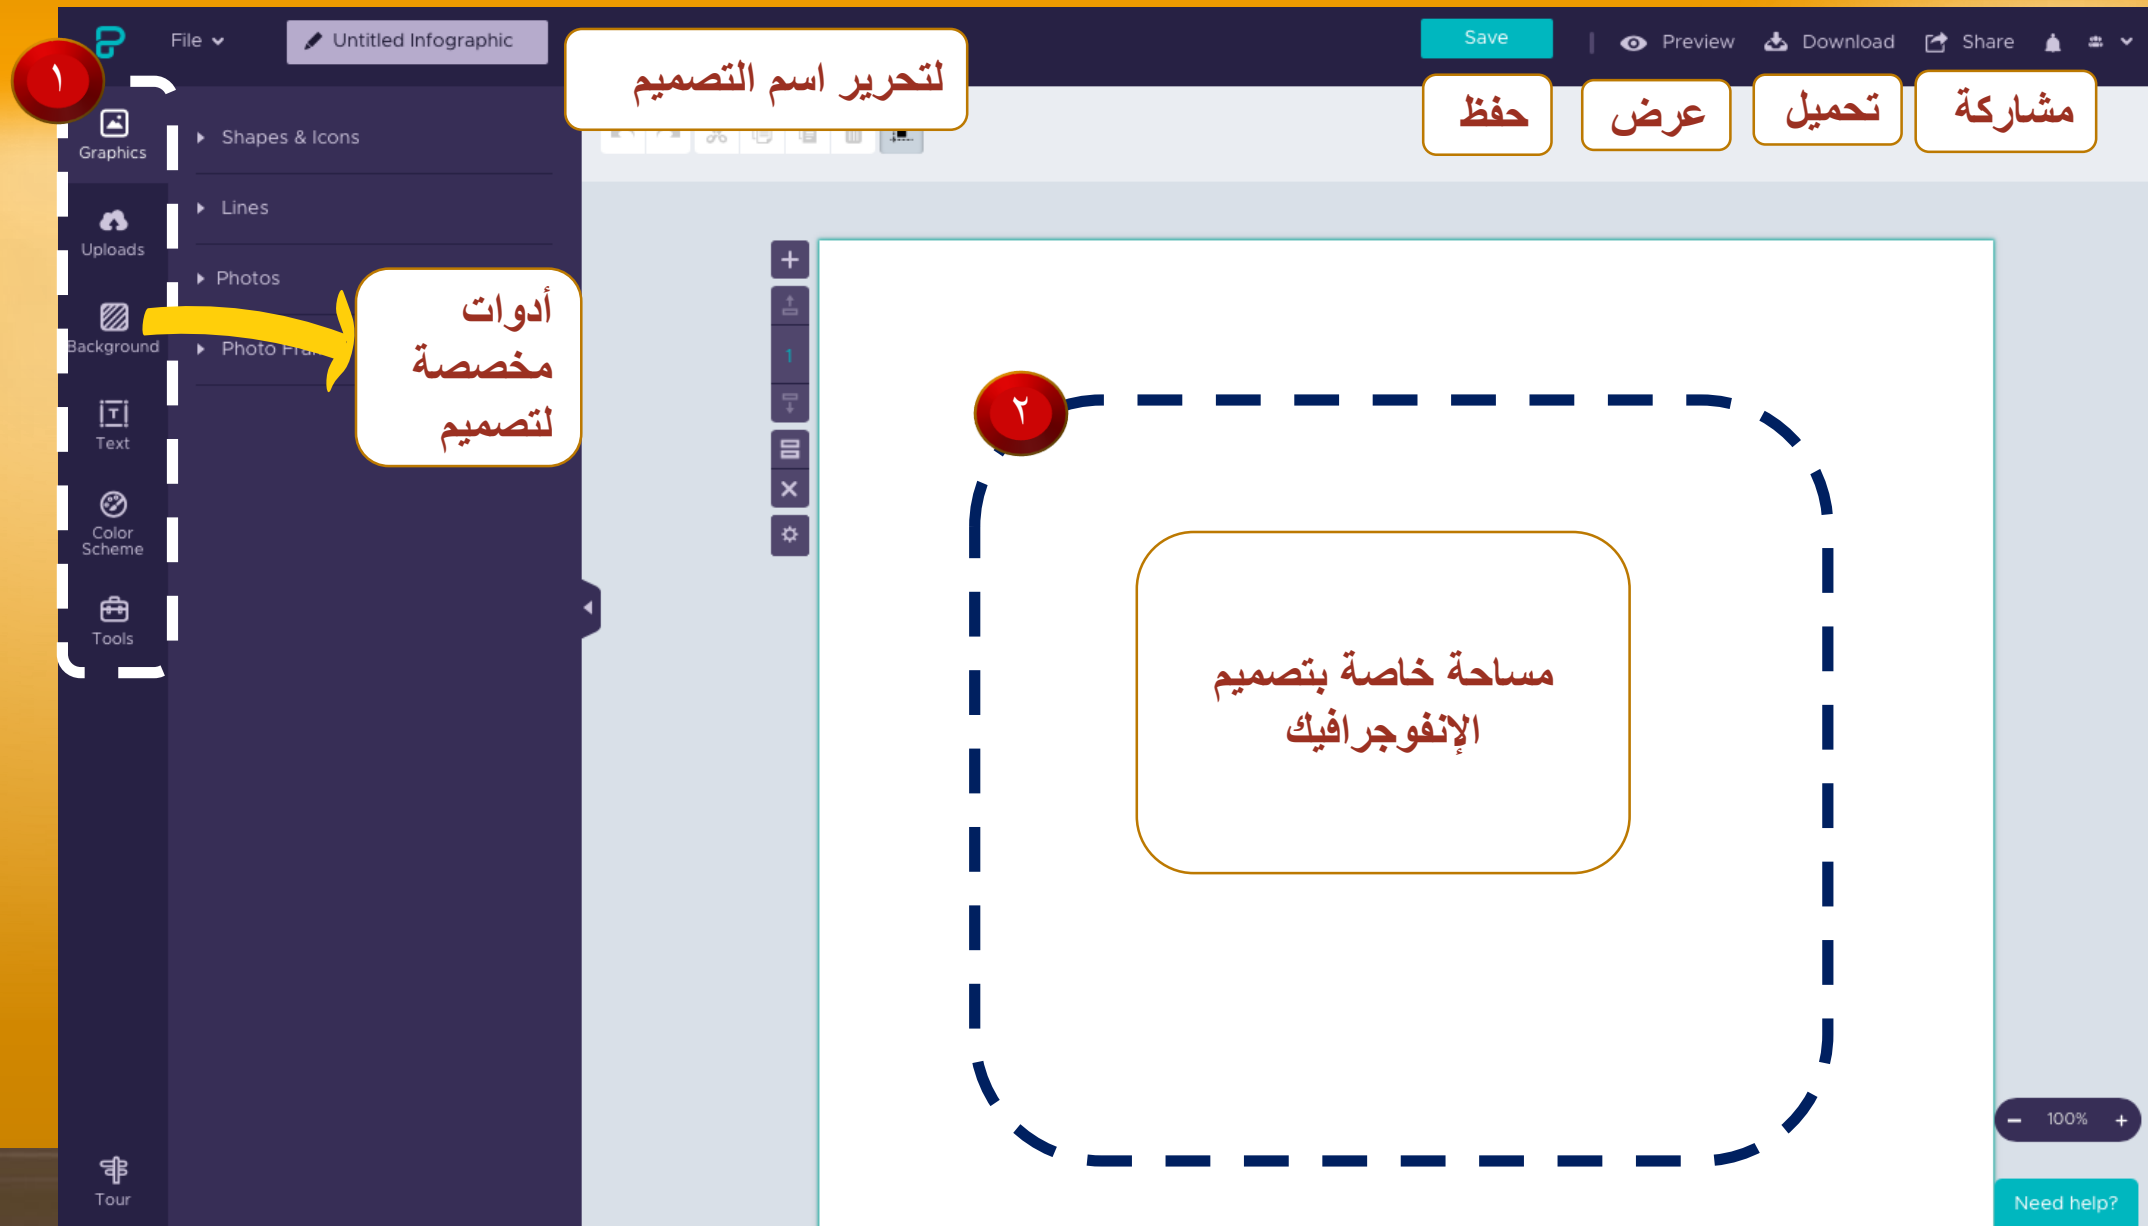 File
Untitled Infographic
Save
Preview
Download
Share
لتحرير اسم التصميم
حفظ
عرض
تحميل
مشاركة
١
Graphics
Uploads
Background
Text
Color
Scheme
Tools
Tour
Shapes & Icons
Lines
Photos
Photo
أدوات
مخصصة
لتصميم
1
٢
مساحة خاصة بتصميم
الإنفوجرافيك
100%
Need help?